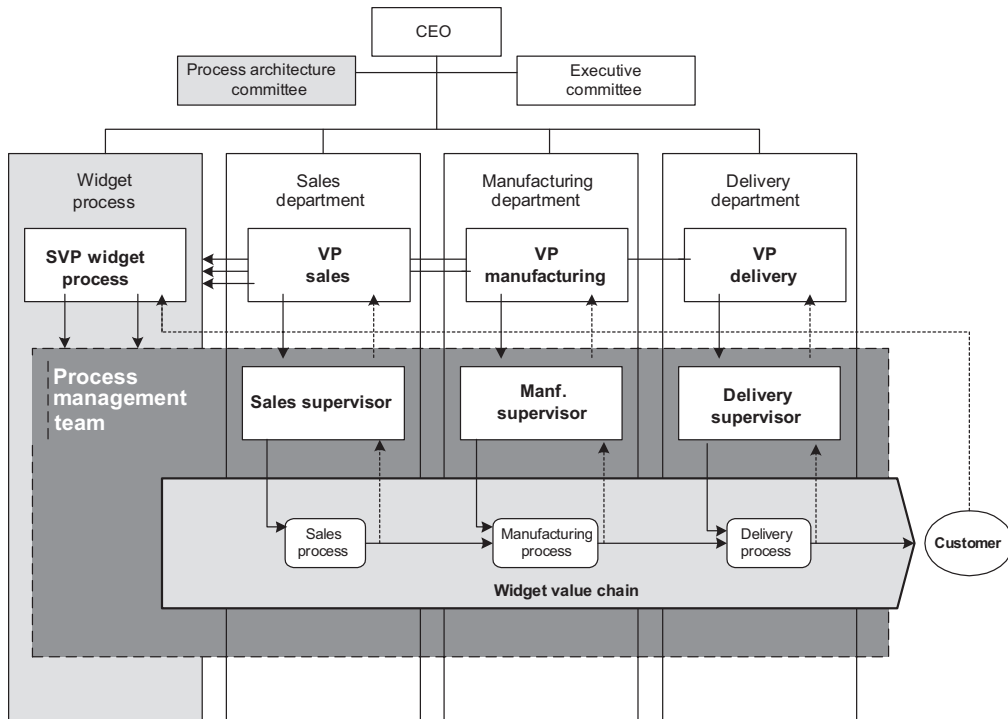 CEO
Process architecture
committee
Executive
committee
Widget
process
Sales
department
Manufacturing
department
Delivery
department
SVP widget
process
VP
sales
VP
manufacturing
VP
delivery
Process
management
team
Sales supervisor
Manf.
supervisor
Delivery
supervisor
Sales
process
Manufacturing
process
Delivery
process
Customer
Widget value chain